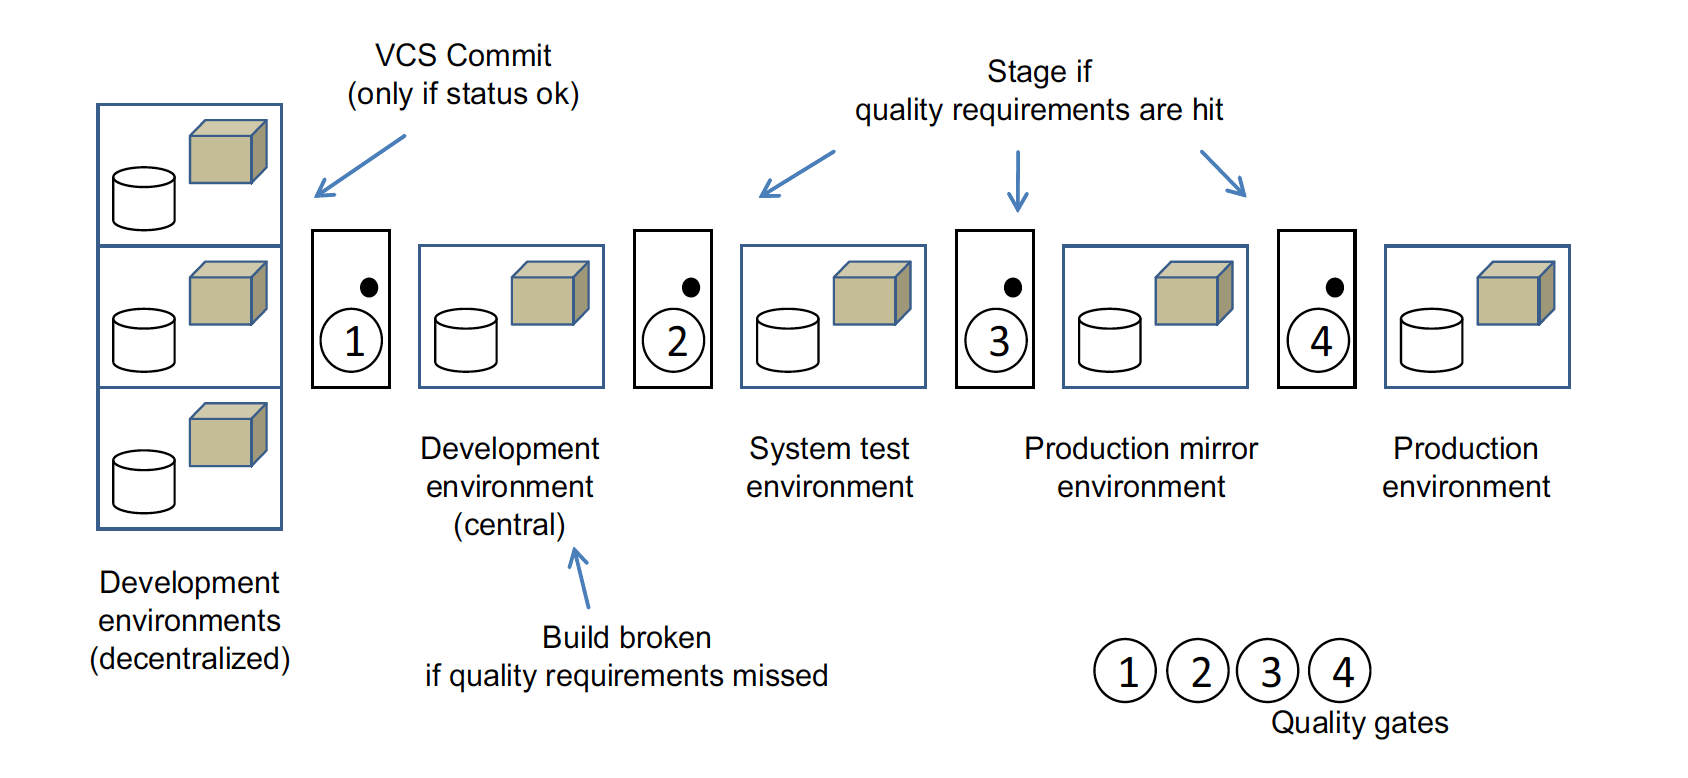 VCS Commit
(only if status ok)
Stage if
quality requirements are hit
1
2
3
4
Development
environment
(central)
System test
environment
Production mirror
environment
Production
environment
Development
environments
(decentralized)
Build broken
if quality requirements missed
1 2 3 4
Quality gates